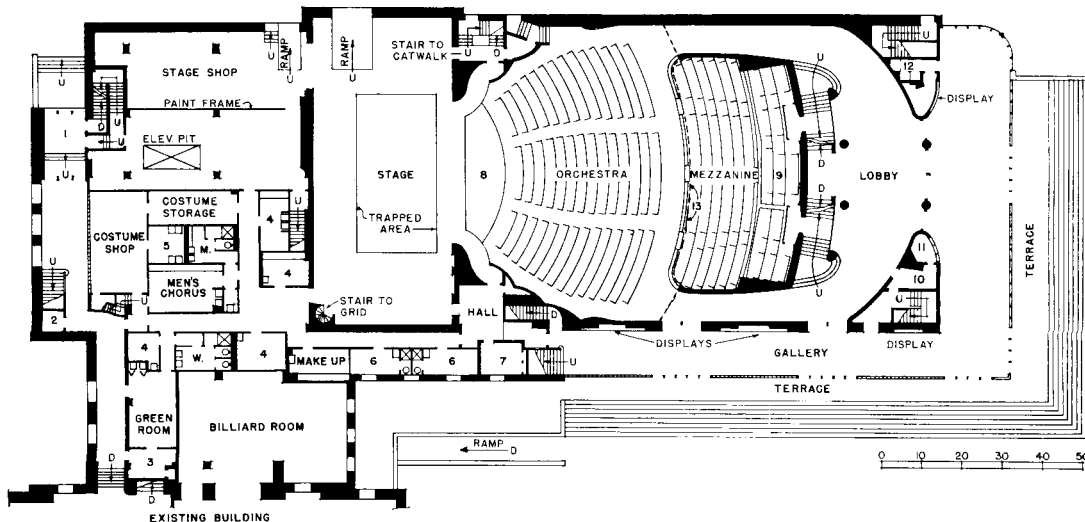 STAGE SHOP
U
RAMP
U
RAMP
U
STAIR TO
CATWALK
U
D
U
12
DISPLAY
U
PAINT FRAME
U
D
U
1
ELEV. PIT
U
STAGE
8
ORCHESTRA
MEZZANINE
9
D
D
LOBBY
13
TRAPPED
AREA
COSTUME
STORAGE
4
U
COSTUME
SHOP
5
M.
4
MEN'S
CHORUS
U
U
2
STAIR TO
GRID
HALL
D
U
11
10
U
TERRACE
4
W.
4
MAKE UP
6
6
7
U
DISPLAYS
GALLERY
DISPLAY
TERRACE
GREEN
ROOM
BILLIARD ROOM
3
D
D
RAMP
D
0 10 20 30 40 50
EXISTING BUILDING